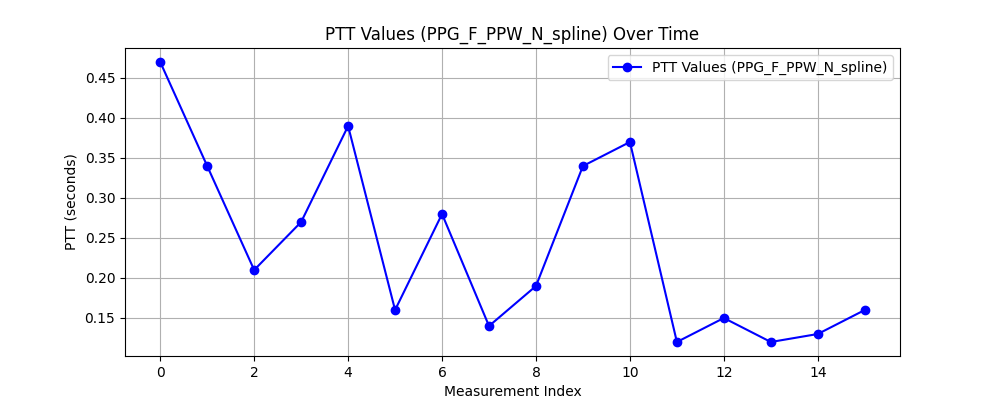 PTT Values (PPG_F_PPW_N_spline) Over Time
PTT Values (PPG_F_PPW_N_spline)
PTT (seconds)
0.45
0.40
0.35
0.30
0.25
0.20
0.15
0 2 4 6 8 10 12 14
Measurement Index